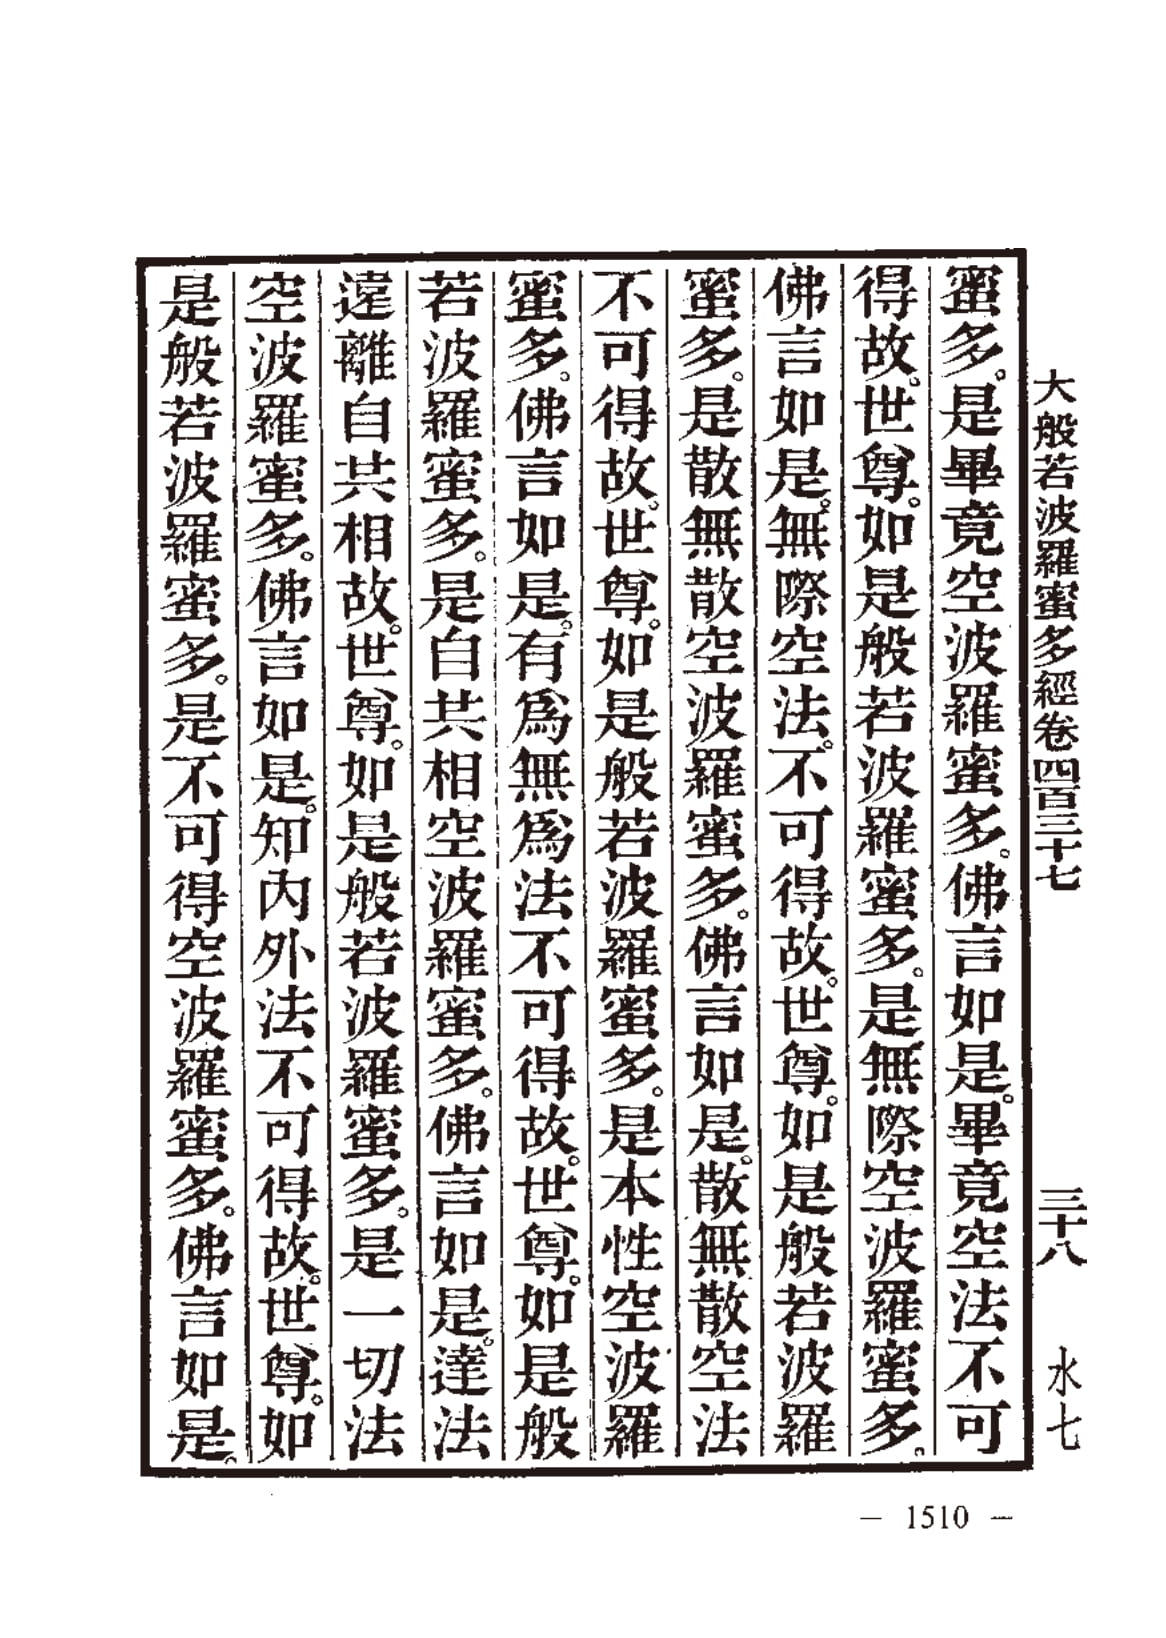 大般若波羅蜜多經卷四百三十七　三十八　水七
蜜多。是畢竟空波羅蜜多。佛言如是。畢竟空法不可
得故。世尊。如是般若波羅蜜多。是無際空波羅蜜多。
佛言如是。無際空法。不可得故。世尊。如是般若波羅
蜜多。是散無散空波羅蜜多。佛言如是。散無散空法
不可得故。世尊。如是般若波羅蜜多。是本性空波羅
蜜多。佛言如是。有爲無爲法不可得故。世尊。如是般
若波羅蜜多。是自共相空波羅蜜多。佛言如是。達法
遠離自共相故。世尊。如是般若波羅蜜多。是一切法
空波羅蜜多。佛言如是。知內外法不可得故。世尊。如
是般若波羅蜜多。是不可得空波羅蜜多。佛言如是。
— 1510 —